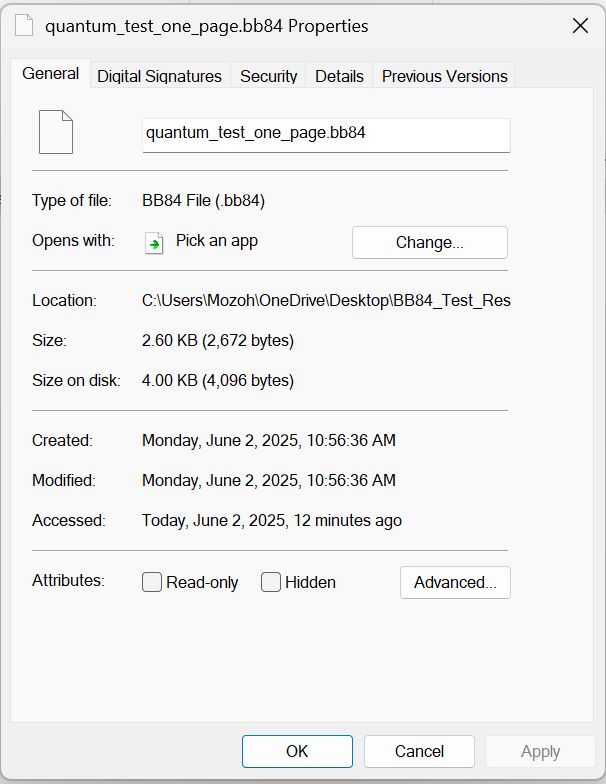 quantum_test_one_page.bb84 Properties
General Digital Signatures Security Details Previous Versions
quantum_test_one_page.bb84
Type of file: BB84 File (.bb84)
Opens with: Pick an app Change...
Location: C:\Users\Mozoh\OneDrive\Desktop\BB84_Test_Res
Size: 2.60 KB (2,672 bytes)
Size on disk: 4.00 KB (4,096 bytes)
Created: Monday, June 2, 2025, 10:56:36 AM
Modified: Monday, June 2, 2025, 10:56:36 AM
Accessed: Today, June 2, 2025, 12 minutes ago
Attributes: Read-only Hidden Advanced...
OK Cancel Apply